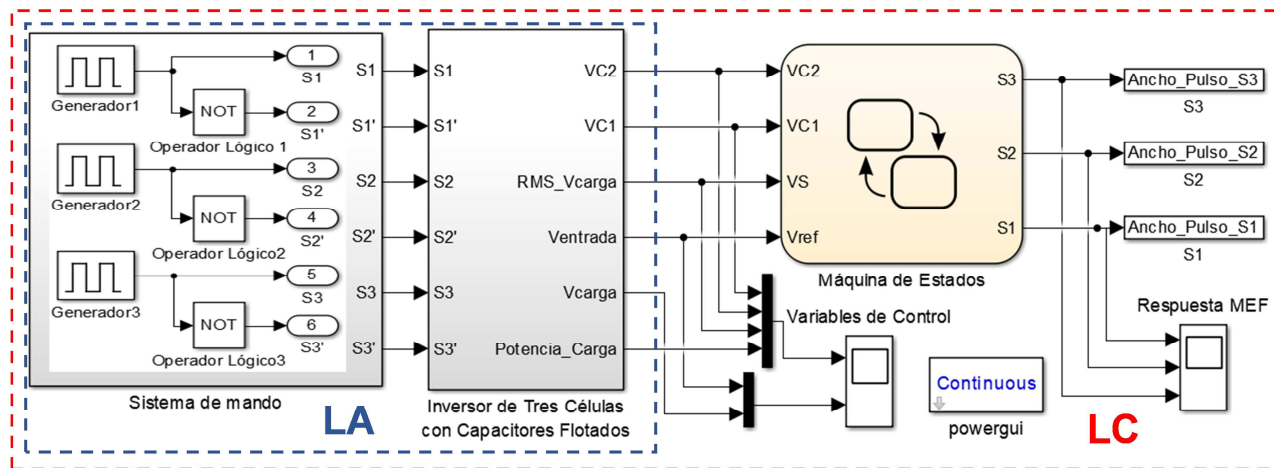 Generador1
NOT
Operador Lógico 1
1
S1
2
S1'
Generador2
NOT
Operador Lógico2
3
S2
4
S2'
Generador3
NOT
Operador Lógico3
5
S3
6
S3'
S1
S1'
S2
S2'
S3
S3'
Sistema de mando
LA
S1
S1'
S2
S2'
S3
S3'
VC2
VC1
RMS_Vcarga
Ventrada
Vcarga
Potencia_Carga
Inversor de Tres Células
con Capacitores Flotados
VC2
VC1
VS
Vref
S3
S2
S1
Máquina de Estados
Variables de Control
Continuous
powergui
Ancho_Pulso_S3
S3
Ancho_Pulso_S2
S2
Ancho_Pulso_S1
S1
Respuesta MEF
LC